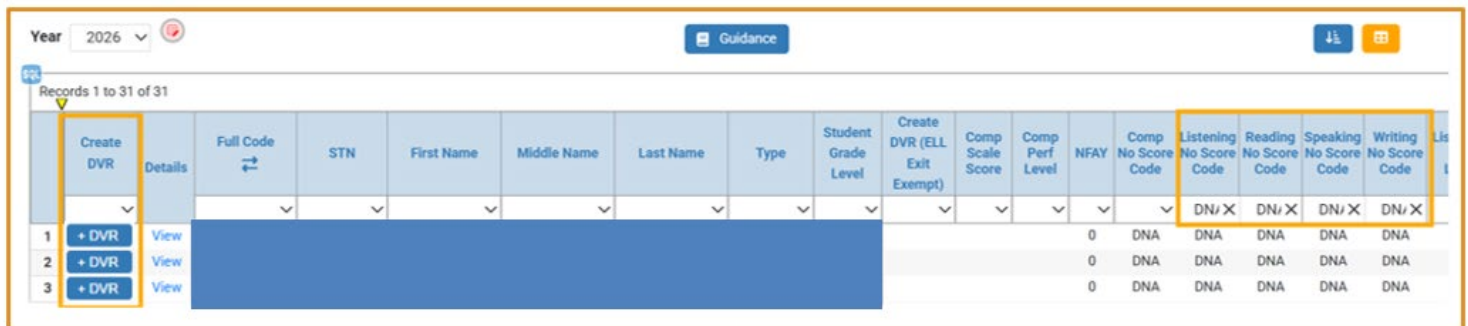 Year 2026 Guidance
SQL
Records 1 to 31 of 31
Create DVR Details Full Code STN First Name Middle Name Last Name Type Student Grade Level Create DVR (ELL Exit Exempt) Comp Scale Score Comp Perf Level NFAY Comp No Score Code Listening No Score Code Reading No Score Code Speaking No Score Code Writing No Score Code
1 + DVR View 0 DNA DNA DNA DNA DNA
2 + DVR View 0 DNA DNA DNA DNA DNA
3 + DVR View 0 DNA DNA DNA DNA DNA